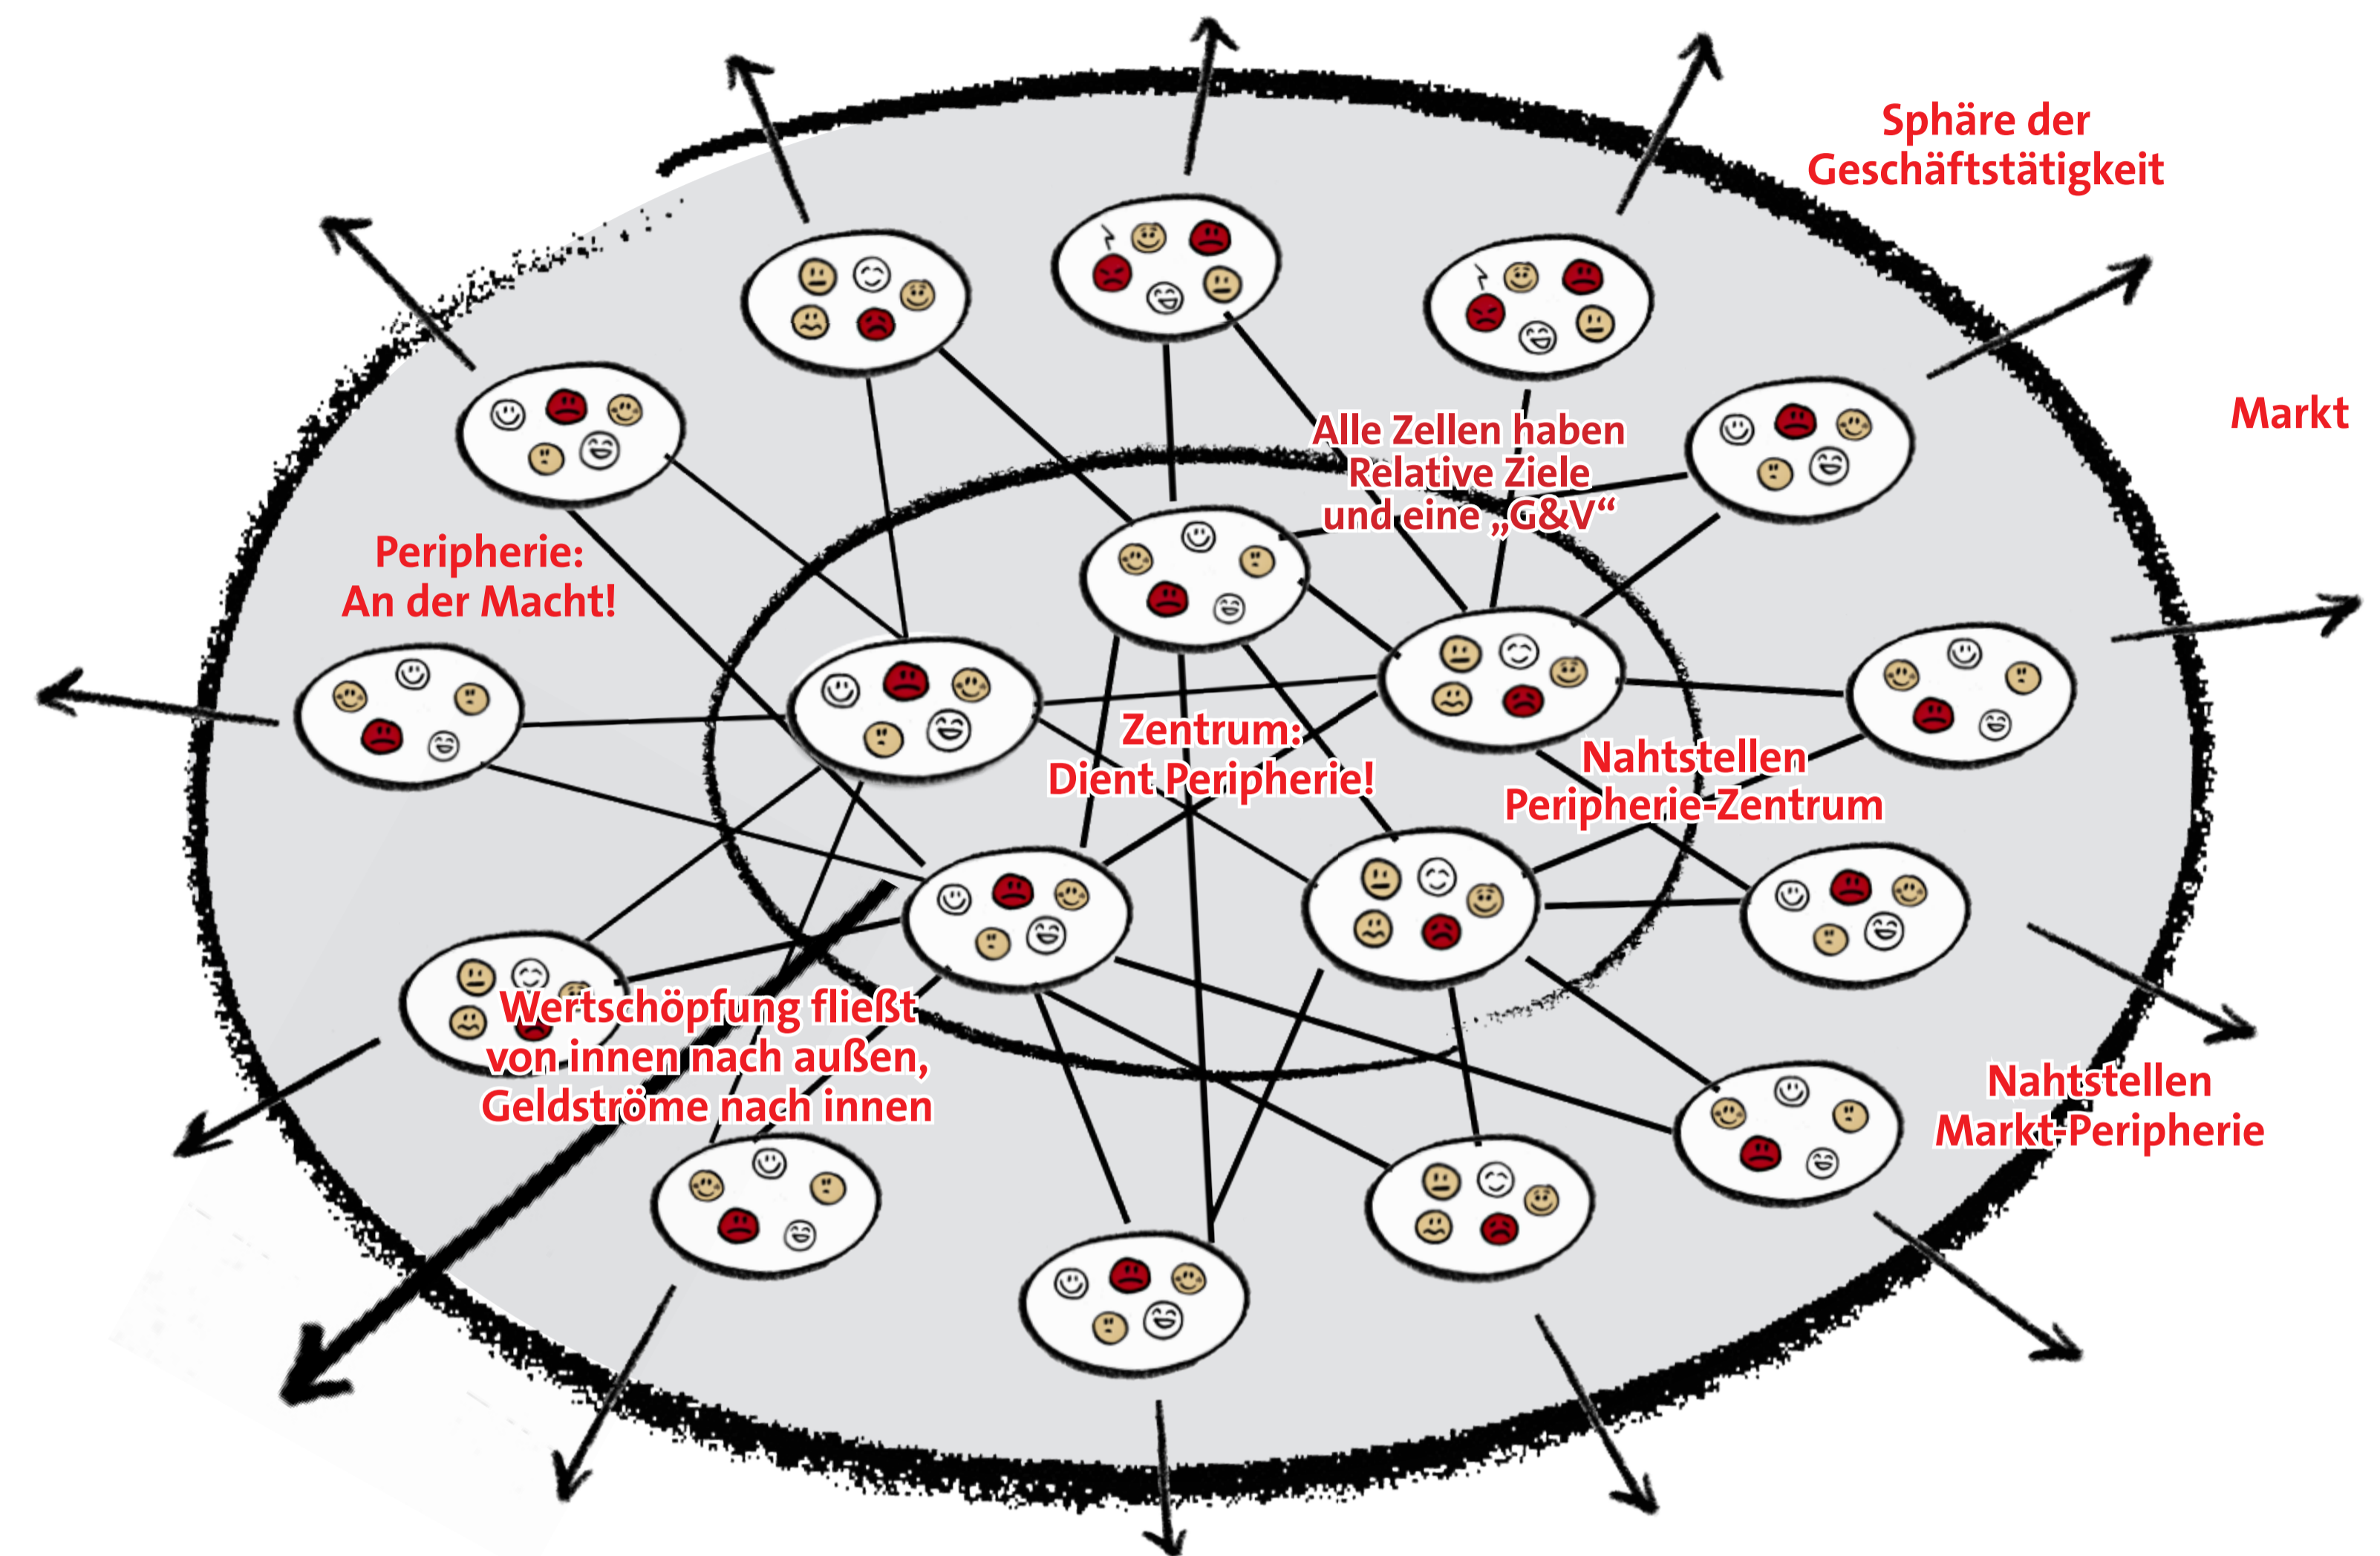 Sphäre der
Geschäftstätigkeit
Markt
Alle Zellen haben
Relative Ziele
und eine „G&V“
Peripherie:
An der Macht!
Zentrum:
Dient Peripherie!
Nahtstellen
Peripherie-Zentrum
Wertschöpfung fließt
von innen nach außen,
Geldströme nach innen
Nahtstellen
Markt-Peripherie